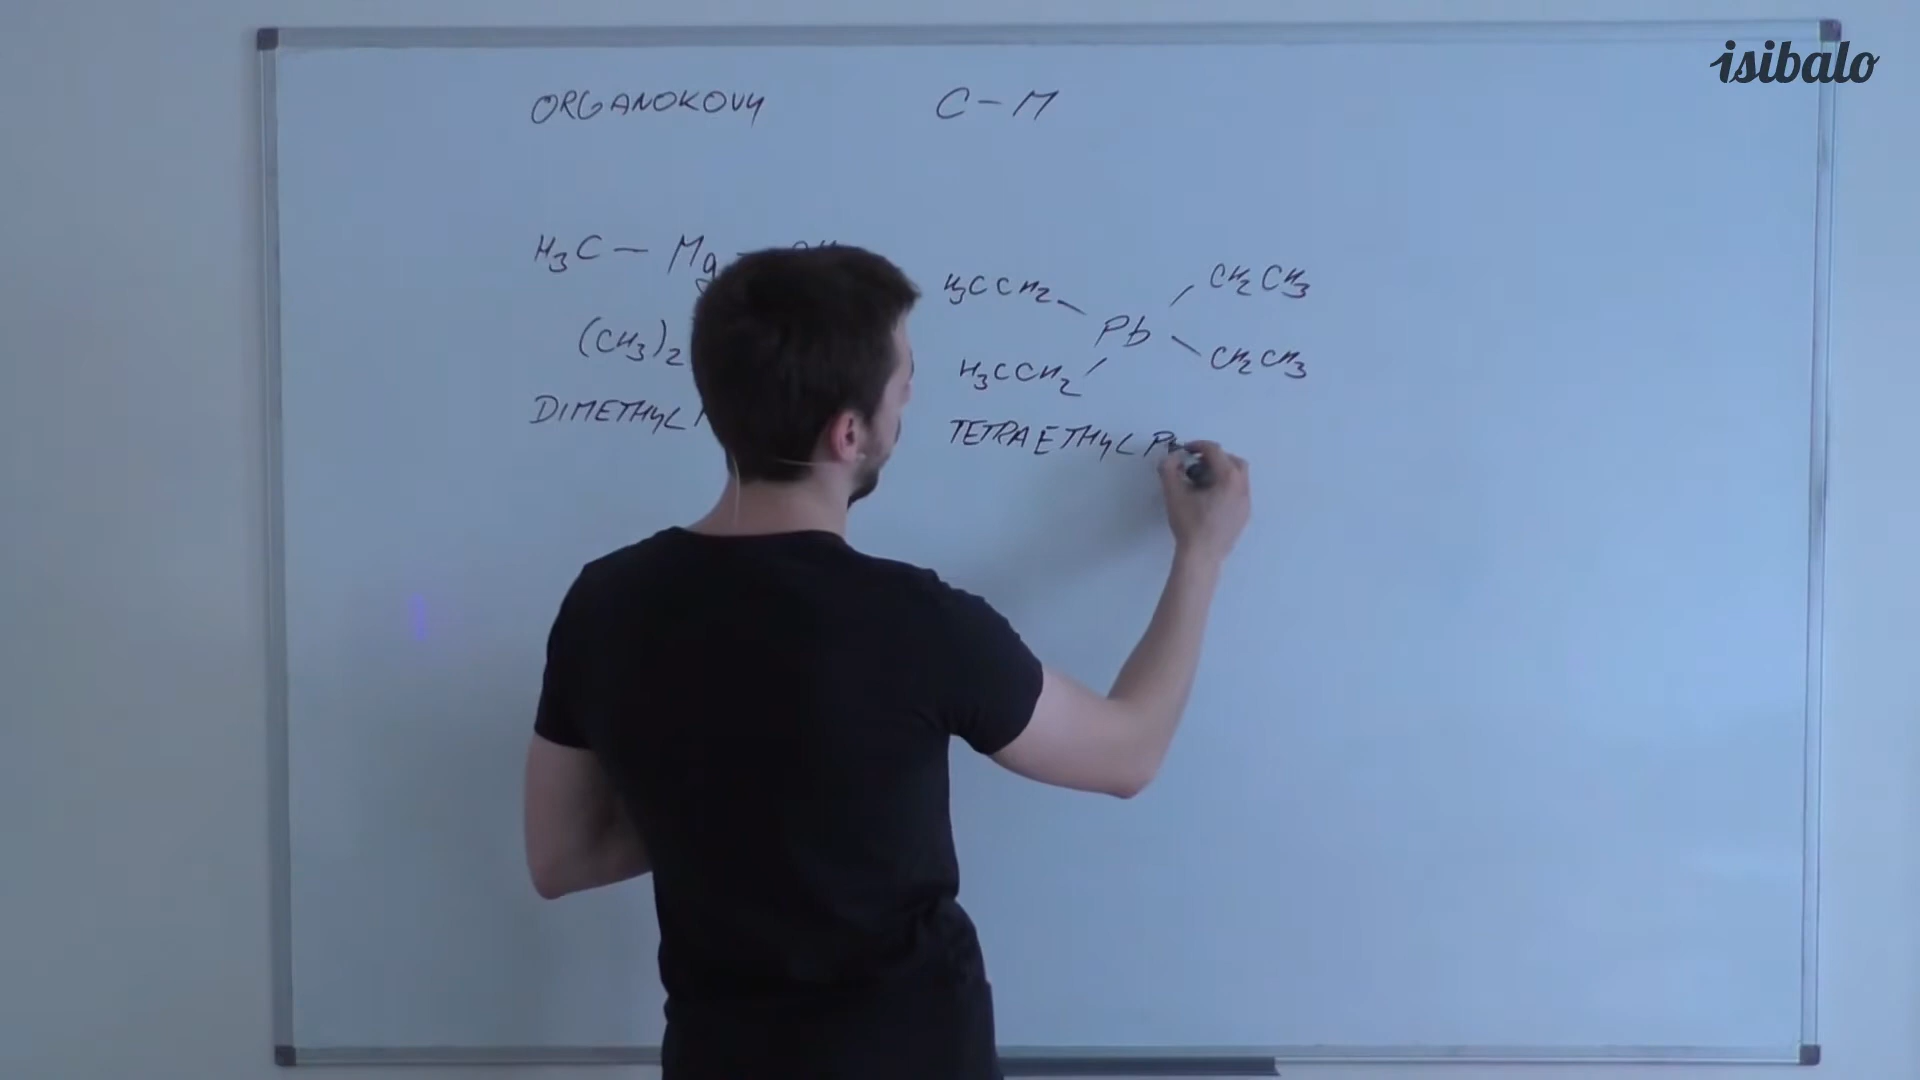 isibalo
ORGANOKOVY C-M
H3C - Mg
(CH3)2
DIMETHYL
H3CCH2 CH2CH3
Pb
H3CCH2 CH2CH3
TETRAETHYL